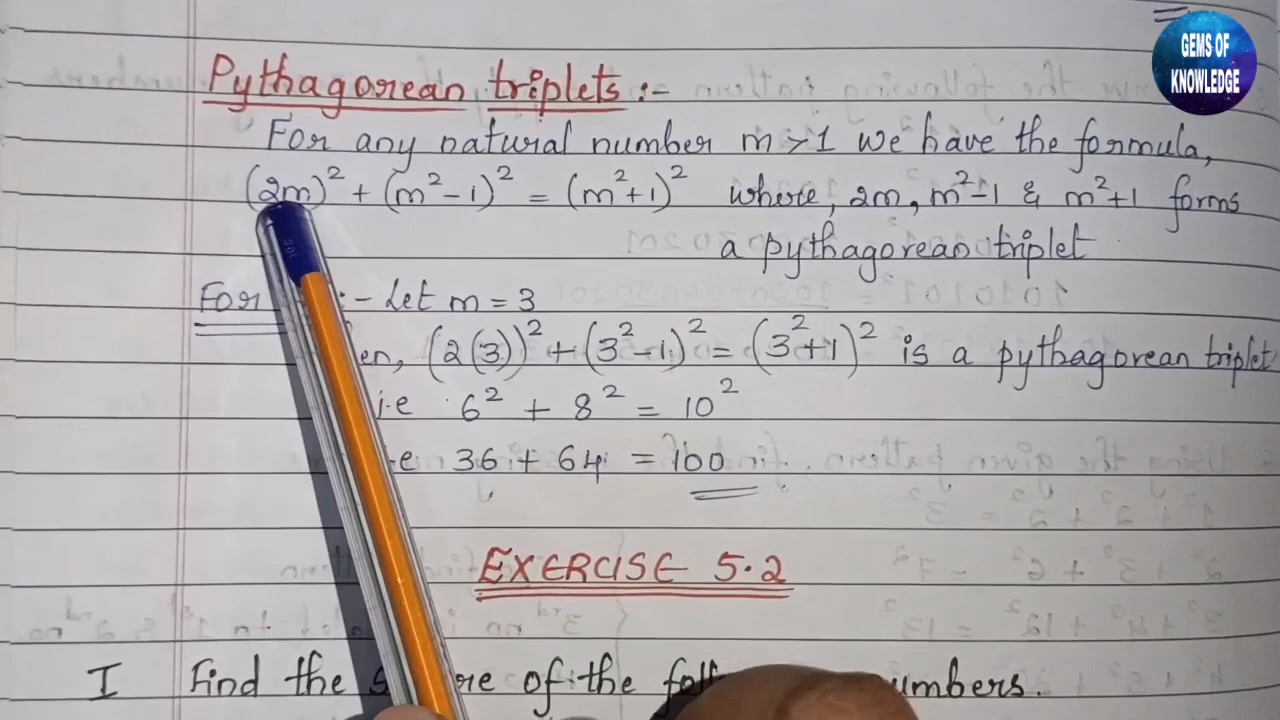 GEMS OF
KNOWLEDGE
Pythagorean triplets :-
For any natural number m > 1 we have the formula,
(2m)² + (m² - 1)² = (m² + 1)² where, 2m, m² - 1 & m² + 1 forms
a pythagorean triplet
For :- Let m = 3
(2(3))² + (3² - 1)² = (3² + 1)² is a pythagorean triplet
i.e 6² + 8² = 10²
36 + 64 = 100
EXERCISE 5.2
I Find the of the numbers.